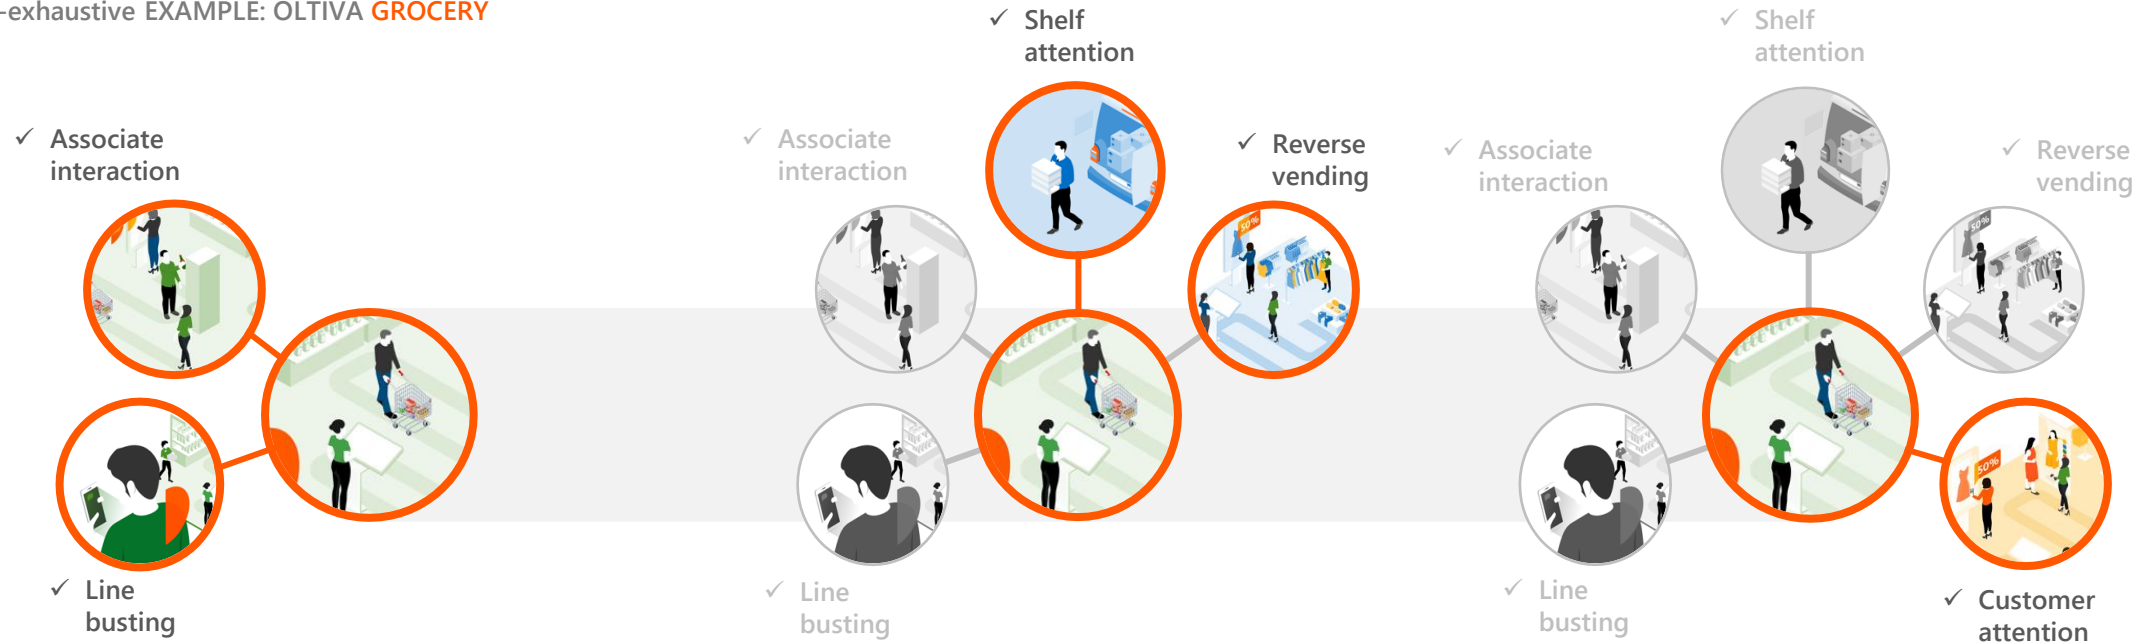 -exhaustive EXAMPLE: OLTIVA GROCERY
✓ Associate
interaction
✓ Line
busting
✓ Shelf
attention
✓ Associate
interaction
✓ Reverse
vending
50%
✓ Line
busting
✓ Shelf
attention
✓ Associate
interaction
✓ Reverse
vending
50%
✓ Line
busting
50%
✓ Customer
attention